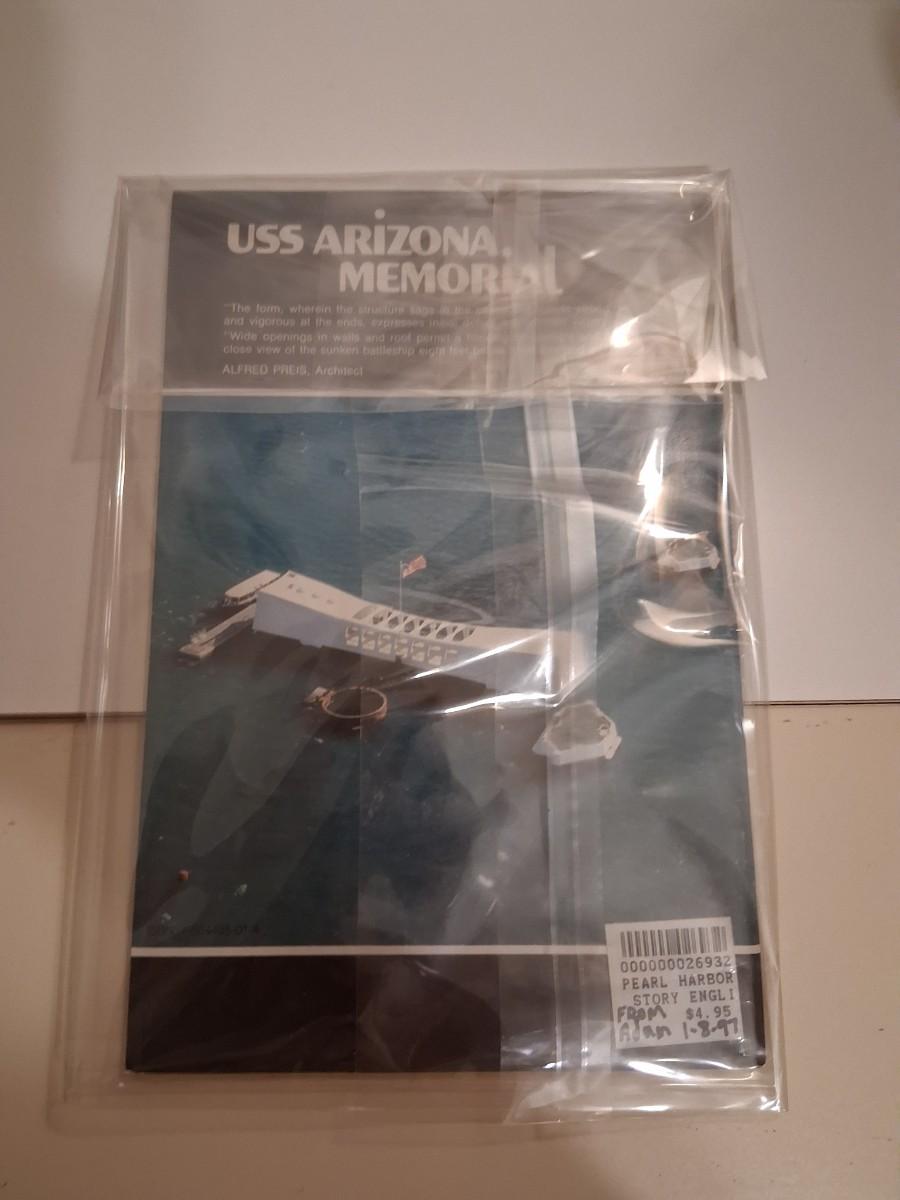 USS ARIZONA
MEMORIAL
"The form, wherein the structure sags in the
and vigorous at the ends, expresses
"Wide openings in walls and roof permit a
close view of the sunken battleship eight feet
ALFRED PREIS, Architect
000000026932
PEARL HARBOR
STORY ENGLI
FROM $4.95
Adam 1-8-97